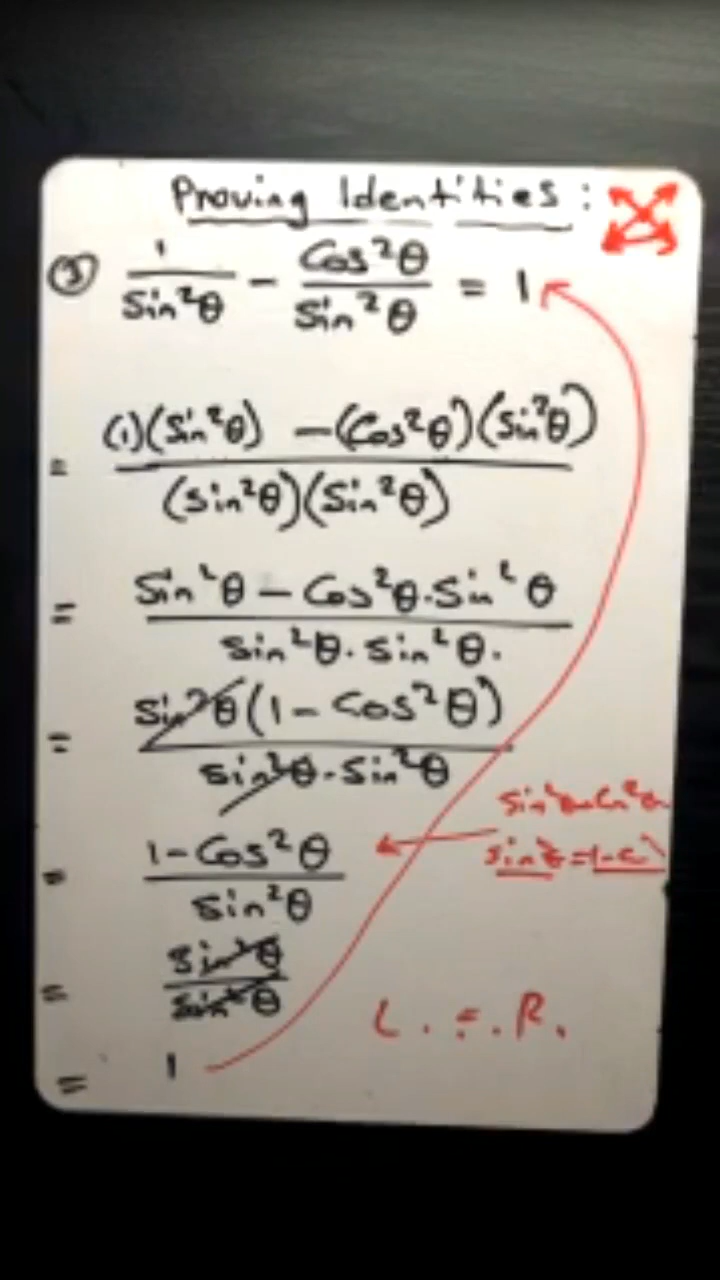 Proving Identities:
③ 1/Sin²θ − Cos²θ/Sin²θ = 1
= (1)(Sin²θ) − (Cos²θ)(Sin²θ) / (sin²θ)(Sin²θ)
= Sin²θ − Cos²θ.Sin²θ / sin²θ. sin²θ.
= sin²θ(1 − Cos²θ) / sin²θ.Sin²θ
= 1 − Cos²θ / sin²θ
= sin²θ / sin²θ
= 1
L.=.R.